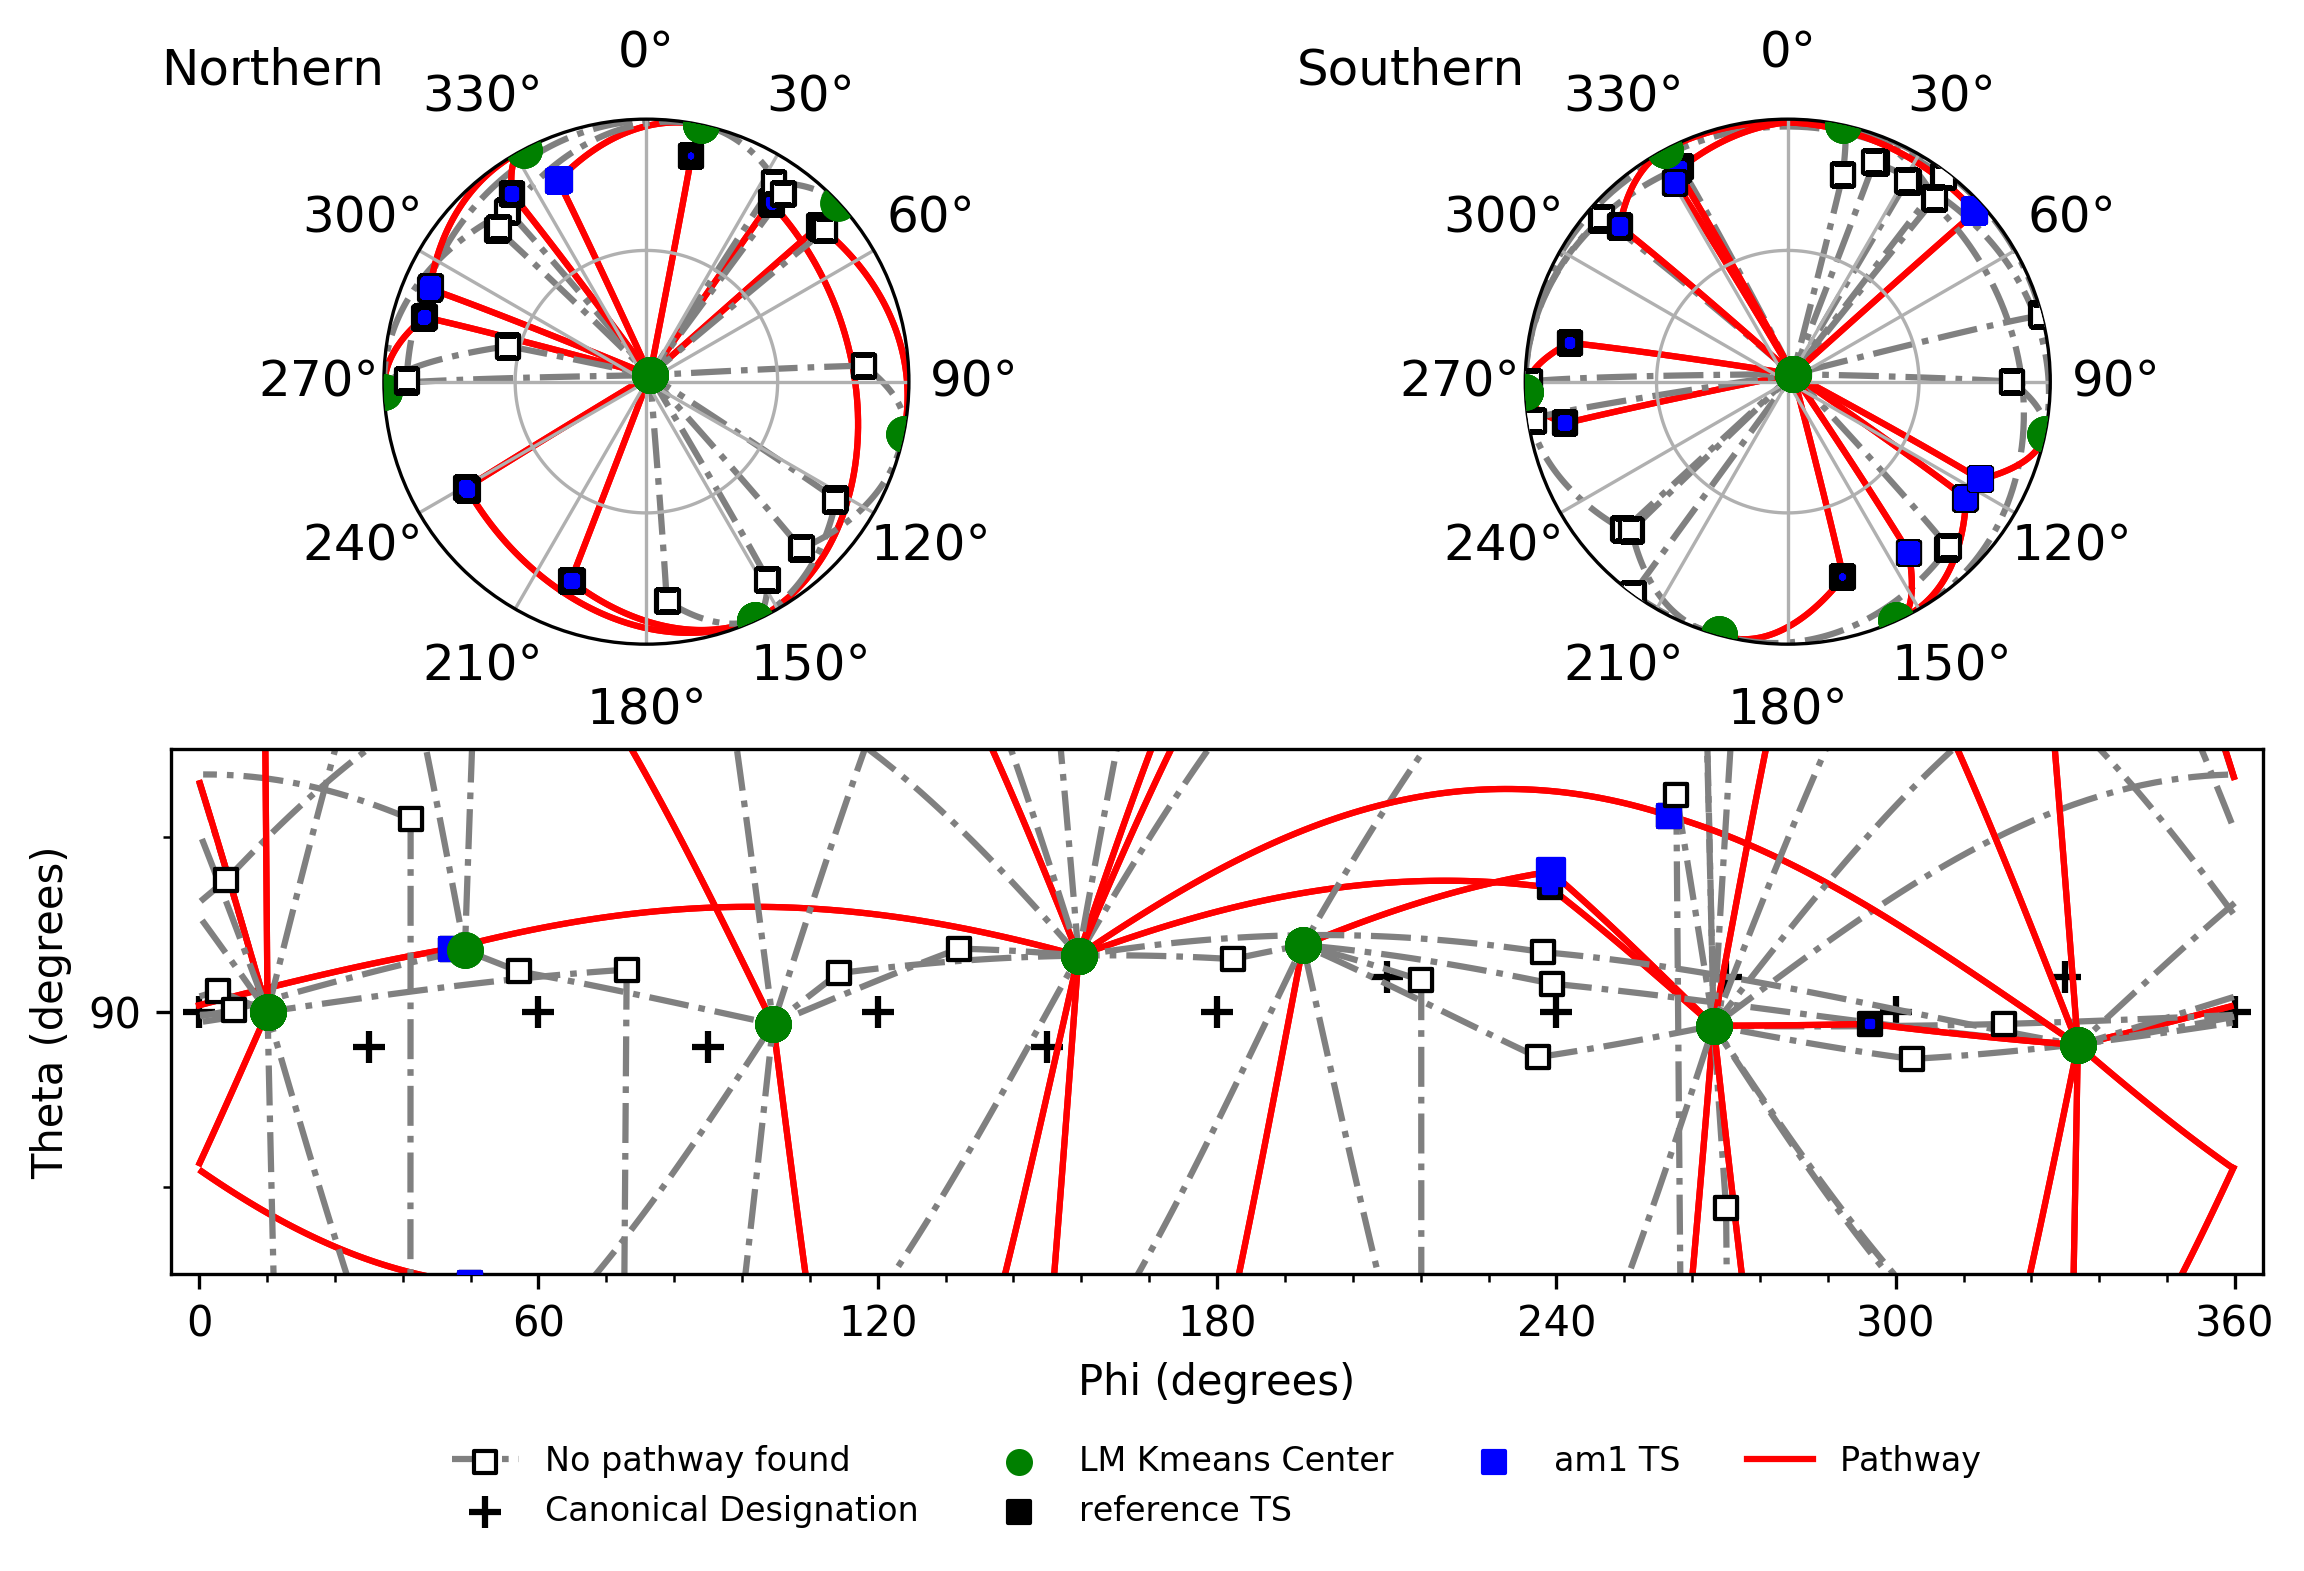 Northern
0°
30°
60°
90°
120°
150°
180°
210°
240°
270°
300°
330°
Southern
0°
30°
60°
90°
120°
150°
180°
210°
240°
270°
300°
330°
Theta (degrees)
90
0 60 120 180 240 300 360
Phi (degrees)
No pathway found
Canonical Designation
LM Kmeans Center
reference TS
am1 TS
Pathway